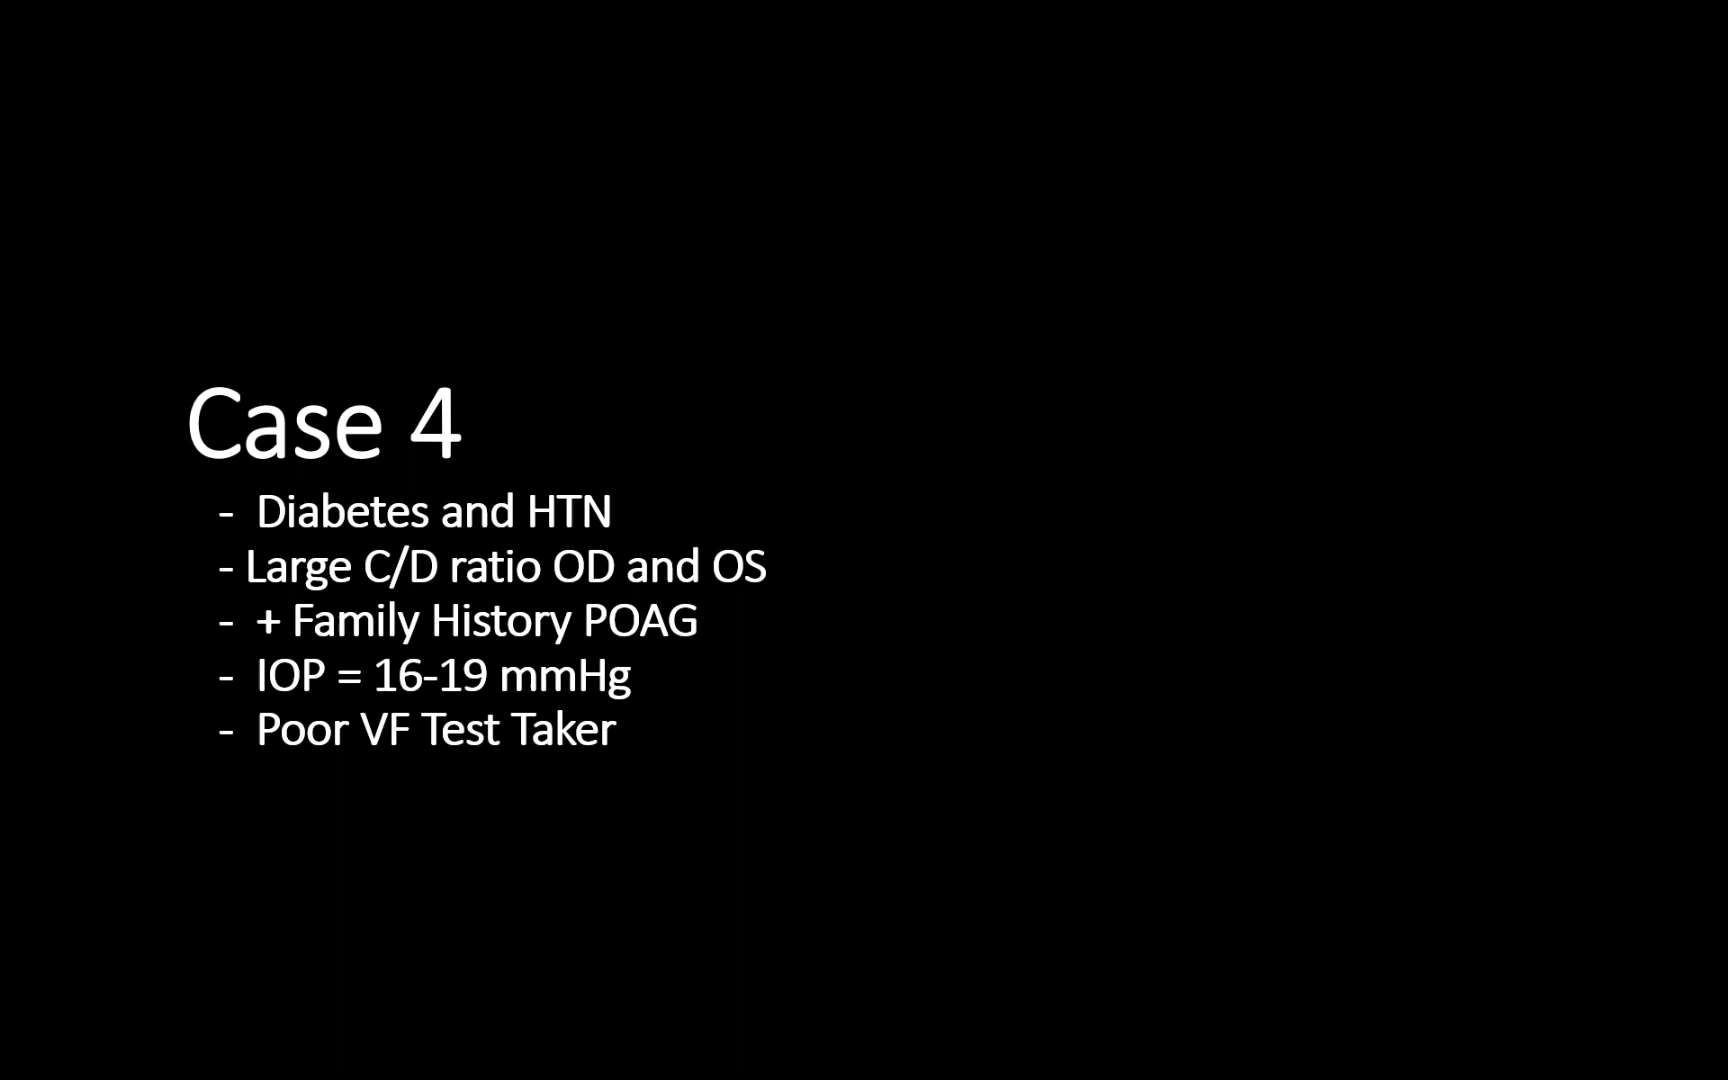 Case 4
- Diabetes and HTN
- Large C/D ratio OD and OS
- + Family History POAG
- IOP = 16-19 mmHg
- Poor VF Test Taker